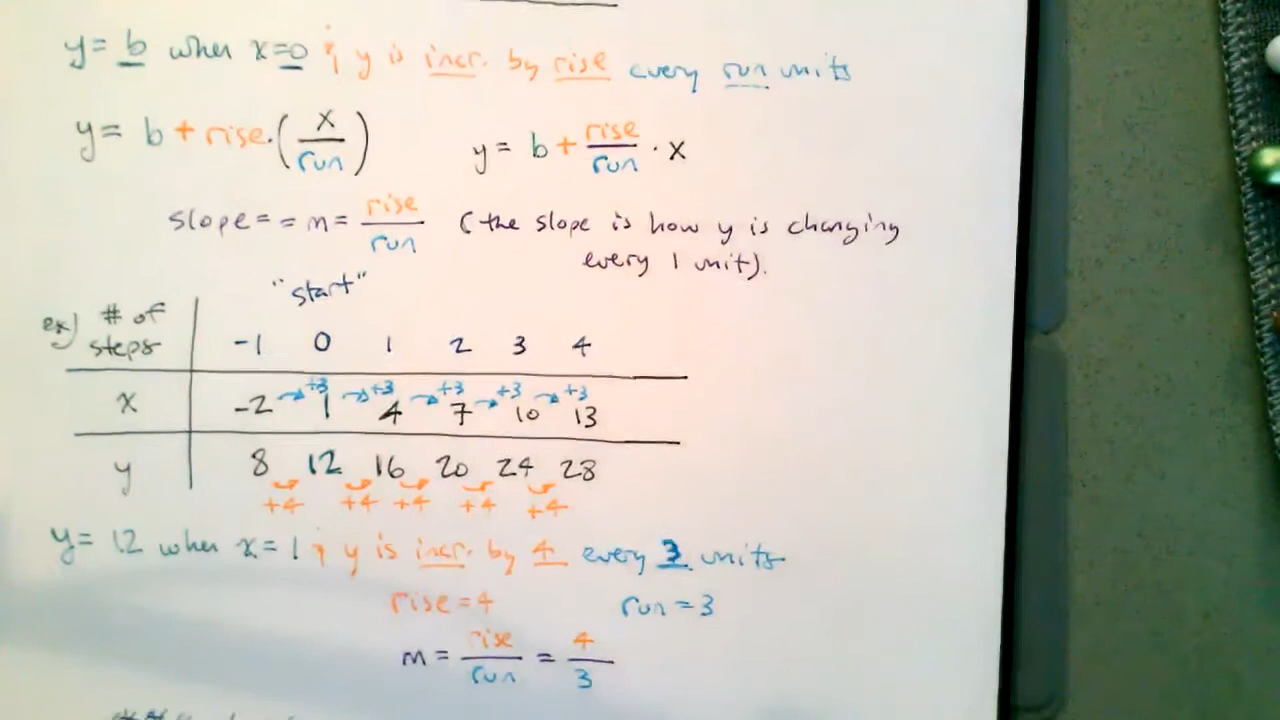 y = b when x=0 ; y is incr. by rise every run units
y = b + rise·(x/run) y = b + rise/run · x
slope = = m = rise/run (the slope is how y is changing
every 1 unit).
"start"
ex) # of steps -1 0 1 2 3 4
+3 +3 +3 +3 +3
x -2 1 4 7 10 13
y 8 12 16 20 24 28
+4 +4 +4 +4 +4
y = 12 when x = 1 ; y is incr. by 4 every 3 units
rise = 4 run = 3
m = rise/run = 4/3